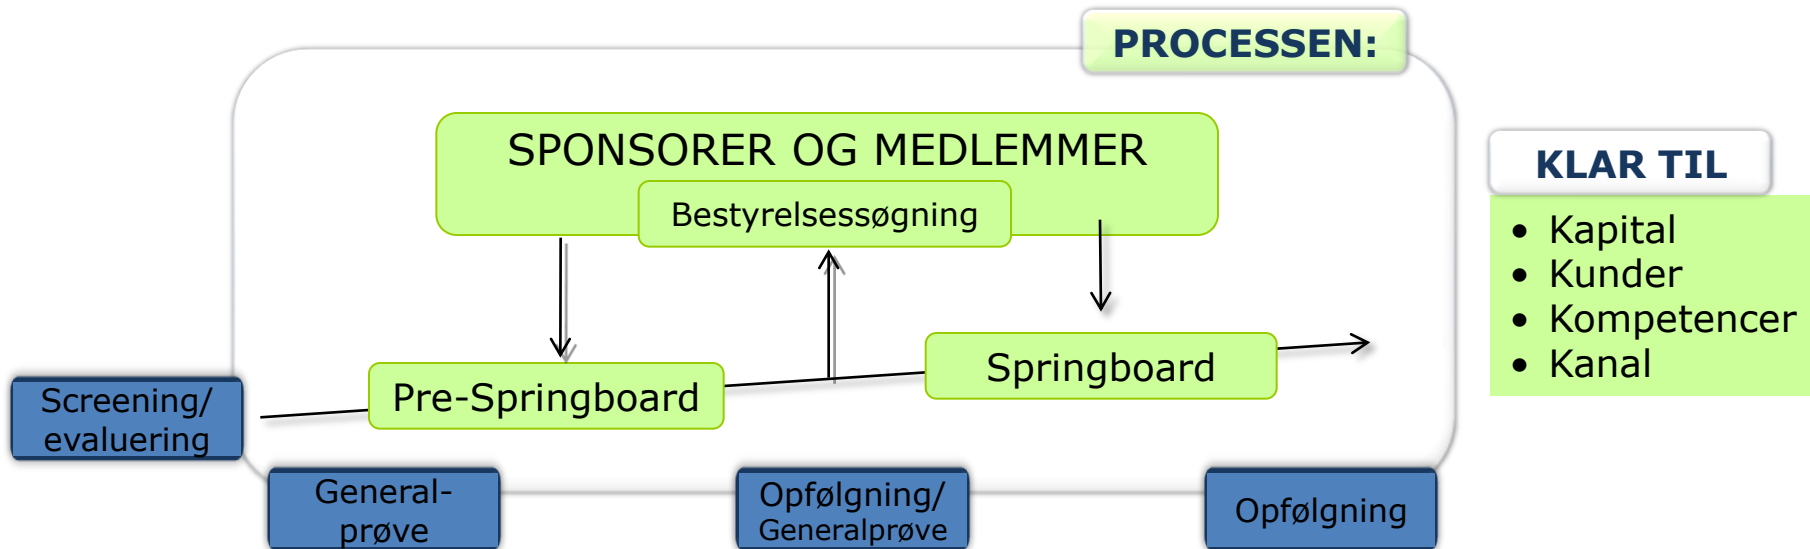 PROCESSEN:
SPONSORER OG MEDLEMMER
Bestyrelsessøgning
KLAR TIL
• Kapital
• Kunder
• Kompetencer
• Kanal
Springboard
Pre-Springboard
Screening/
evaluering
General-
prøve
Opfølgning/
Generalprøve
Opfølgning